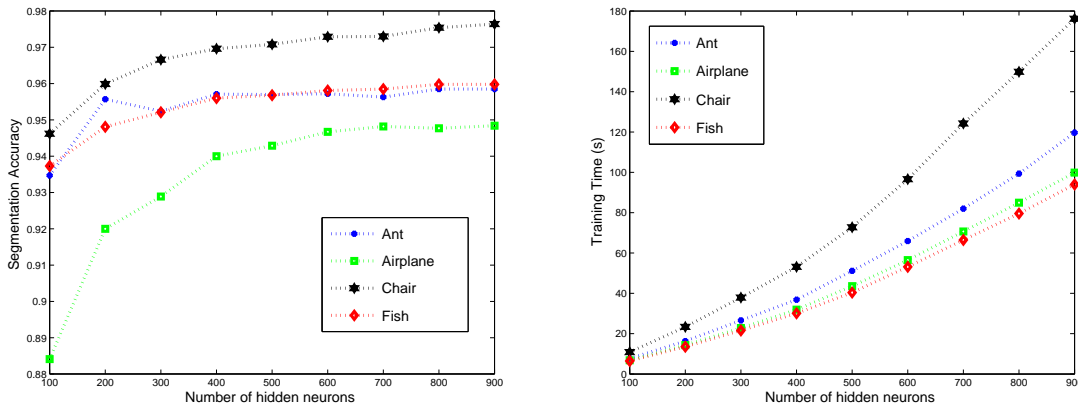 0.98
0.97
0.96
0.95
0.94
0.93
0.92
0.91
0.9
0.89
0.88
100 200 300 400 500 600 700 800 900
Segmentation Accuracy
Number of hidden neurons
Ant
Airplane
Chair
Fish
180
160
140
120
100
80
60
40
20
0
100 200 300 400 500 600 700 800 900
Training Time (s)
Number of hidden neurons
Ant
Airplane
Chair
Fish